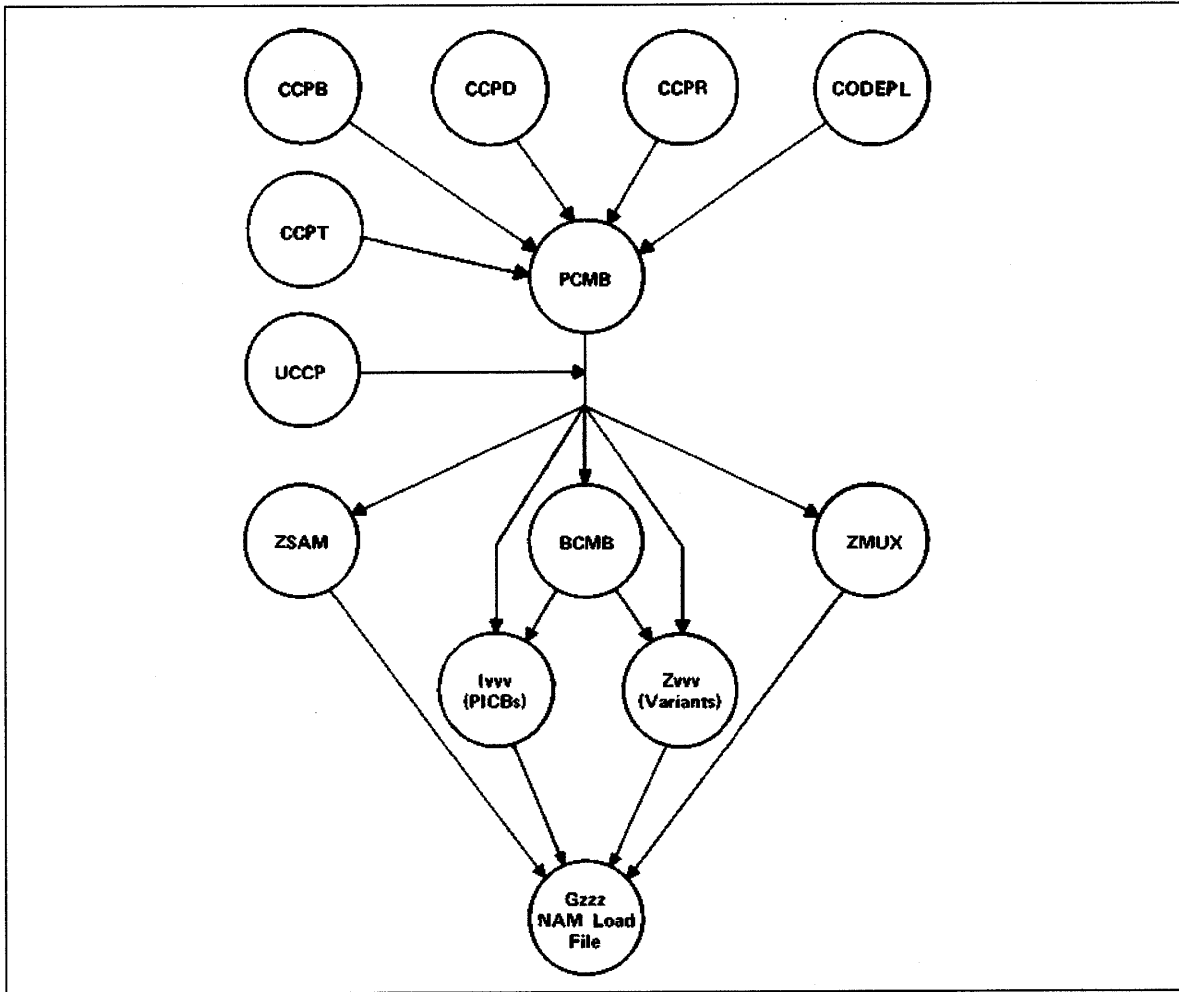 CCPB
CCPD
CCPR
CODEPL
CCPT
PCMB
UCCP
ZSAM
BCMB
ZMUX
Ivvv
(PICBs)
Zvvv
(Variants)
Gzzz
NAM Load
File